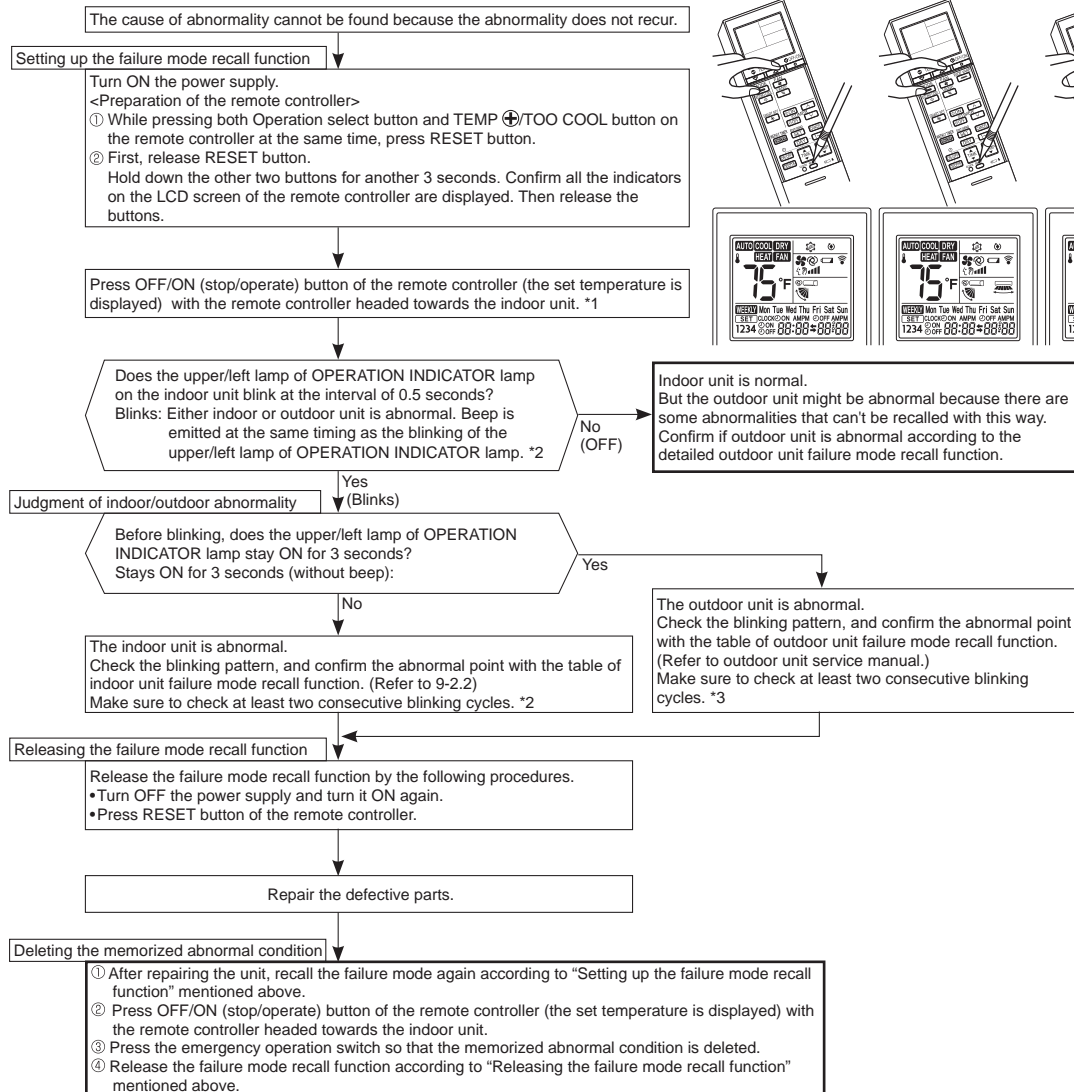 The cause of abnormality cannot be found because the abnormality does not recur.
Setting up the failure mode recall function
Turn ON the power supply.
<Preparation of the remote controller>
① While pressing both Operation select button and TEMP ⊕/TOO COOL button on
the remote controller at the same time, press RESET button.
② First, release RESET button.
Hold down the other two buttons for another 3 seconds. Confirm all the indicators
on the LCD screen of the remote controller are displayed. Then release the
buttons.
AUTO COOL DRY
HEAT FAN
75°F
WEEKLY Mon Tue Wed Thu Fri Sat Sun
SET CLOCK ON AMPM OFF AMPM
1234 ON OFF 88:88 88:88
AUTO COOL DRY
HEAT FAN
75°F
WEEKLY Mon Tue Wed Thu Fri Sat Sun
SET CLOCK ON AMPM OFF AMPM
1234 ON OFF 88:88 88:88
Press OFF/ON (stop/operate) button of the remote controller (the set temperature is
displayed) with the remote controller headed towards the indoor unit. *1
Does the upper/left lamp of OPERATION INDICATOR lamp
on the indoor unit blink at the interval of 0.5 seconds?
Blinks: Either indoor or outdoor unit is abnormal. Beep is
emitted at the same timing as the blinking of the
upper/left lamp of OPERATION INDICATOR lamp. *2
No
(OFF)
Indoor unit is normal.
But the outdoor unit might be abnormal because there are
some abnormalities that can't be recalled with this way.
Confirm if outdoor unit is abnormal according to the
detailed outdoor unit failure mode recall function.
Yes
(Blinks)
Judgment of indoor/outdoor abnormality
Before blinking, does the upper/left lamp of OPERATION
INDICATOR lamp stay ON for 3 seconds?
Stays ON for 3 seconds (without beep):
Yes
No
The outdoor unit is abnormal.
Check the blinking pattern, and confirm the abnormal point
with the table of outdoor unit failure mode recall function.
(Refer to outdoor unit service manual.)
Make sure to check at least two consecutive blinking
cycles. *3
The indoor unit is abnormal.
Check the blinking pattern, and confirm the abnormal point with the table of
indoor unit failure mode recall function. (Refer to 9-2.2)
Make sure to check at least two consecutive blinking cycles. *2
Releasing the failure mode recall function
Release the failure mode recall function by the following procedures.
•Turn OFF the power supply and turn it ON again.
•Press RESET button of the remote controller.
Repair the defective parts.
Deleting the memorized abnormal condition
① After repairing the unit, recall the failure mode again according to “Setting up the failure mode recall
function” mentioned above.
② Press OFF/ON (stop/operate) button of the remote controller (the set temperature is displayed) with
the remote controller headed towards the indoor unit.
③ Press the emergency operation switch so that the memorized abnormal condition is deleted.
④ Release the failure mode recall function according to “Releasing the failure mode recall function”
mentioned above.